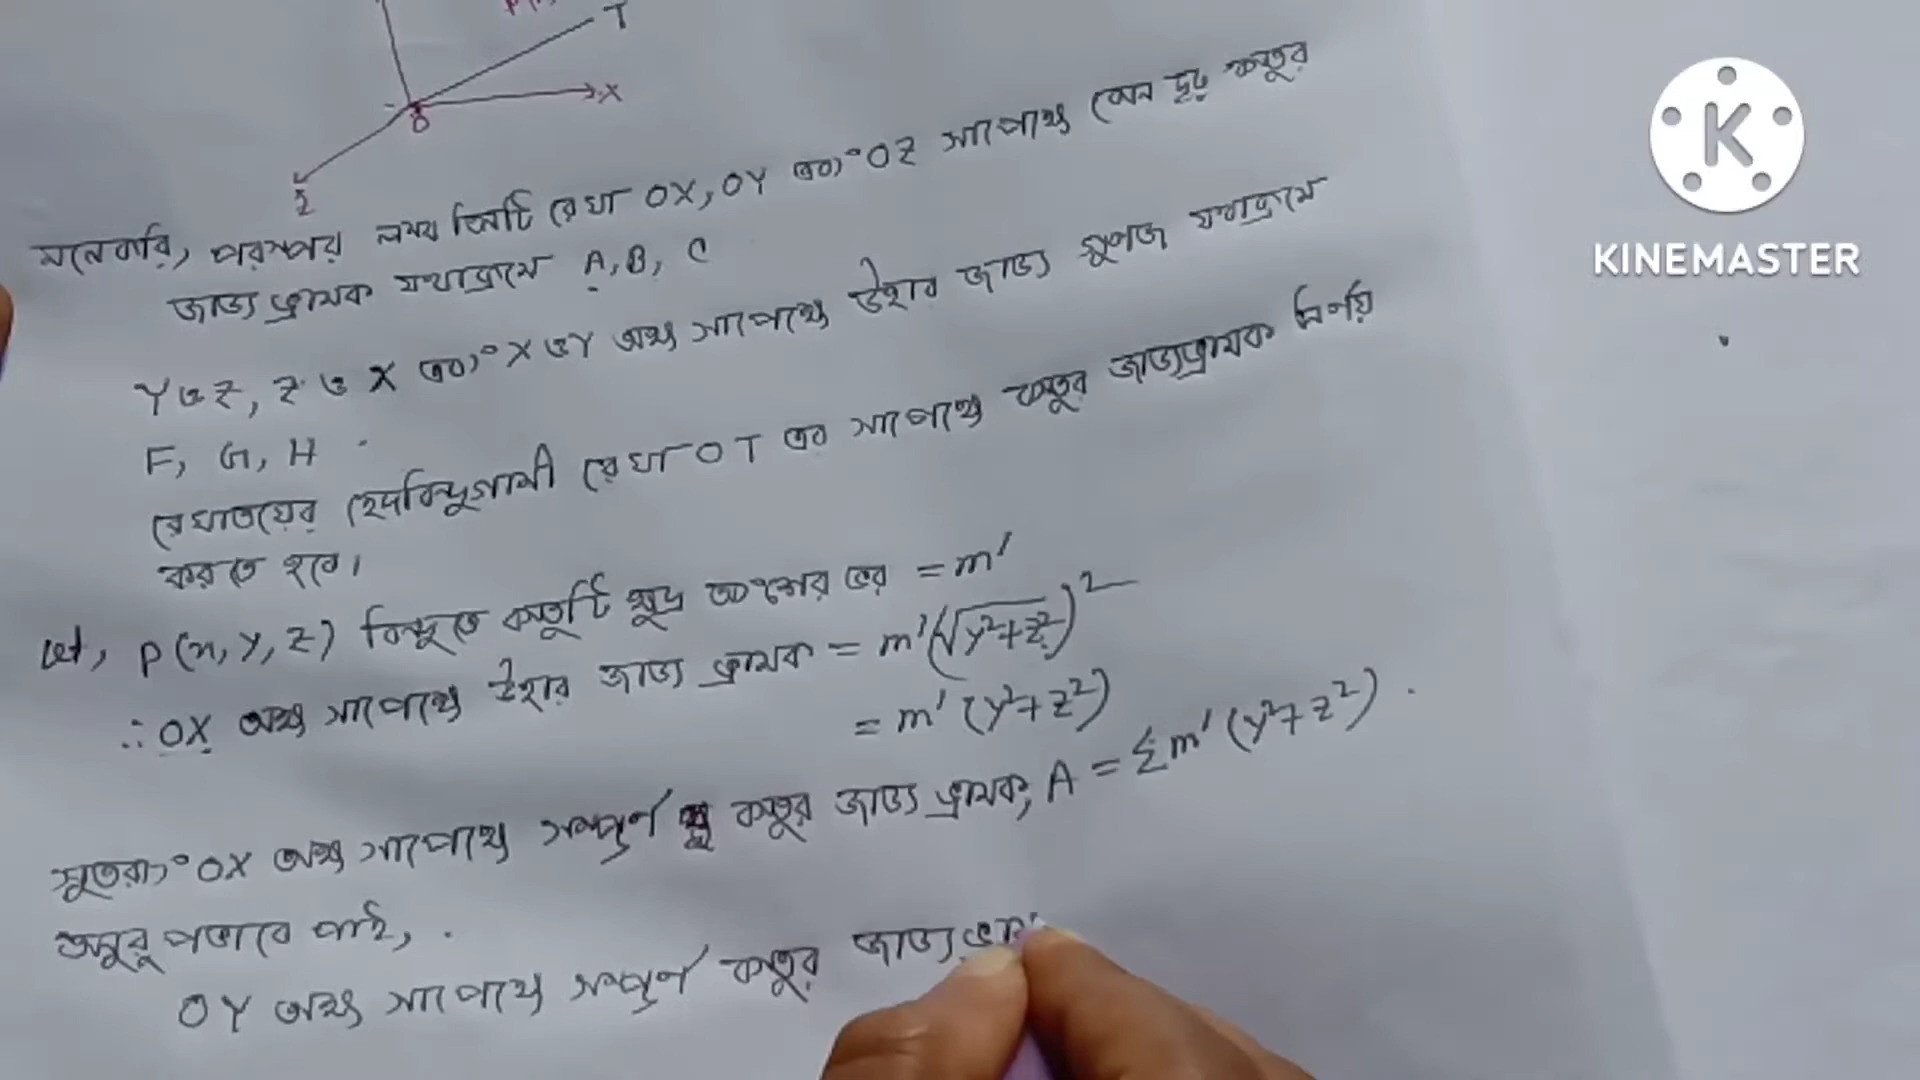 T
X
O
Z
মনেকরি, পরস্পর লম্ব তিনটি রেখা OX, OY এবং OZ সাপেক্ষে কোন দৃঢ় বস্তুর
জাড্য ভ্রামক যথাক্রমে A, B, C
Y ও Z, Z ও X এবং X ও Y অক্ষ সাপেক্ষে উহার জাড্য গুণজ যথাক্রমে
F, G, H
রেখাত্রয়ের ছেদবিন্দুগামী রেখা OT এর সাপেক্ষে বস্তুর জাড্যভ্রামক নির্ণয়
করতে হবে।
Let, P(x, y, z) বিন্দুতে বস্তুটি ক্ষুদ্র অংশের ভর = m'
∴ OX অক্ষ সাপেক্ষে উহার জাড্য ভ্রামক = m'(√y²+z²)²
= m'(y²+z²)
সুতরাং OX অক্ষ সাপেক্ষে সম্পূর্ণ বস্তুর জাড্য ভ্রামক, A = Σm'(y²+z²).
অনুরূপভাবে পাই,
OY অক্ষ সাপেক্ষে সম্পূর্ণ বস্তুর জাড্য
K
KINEMASTER